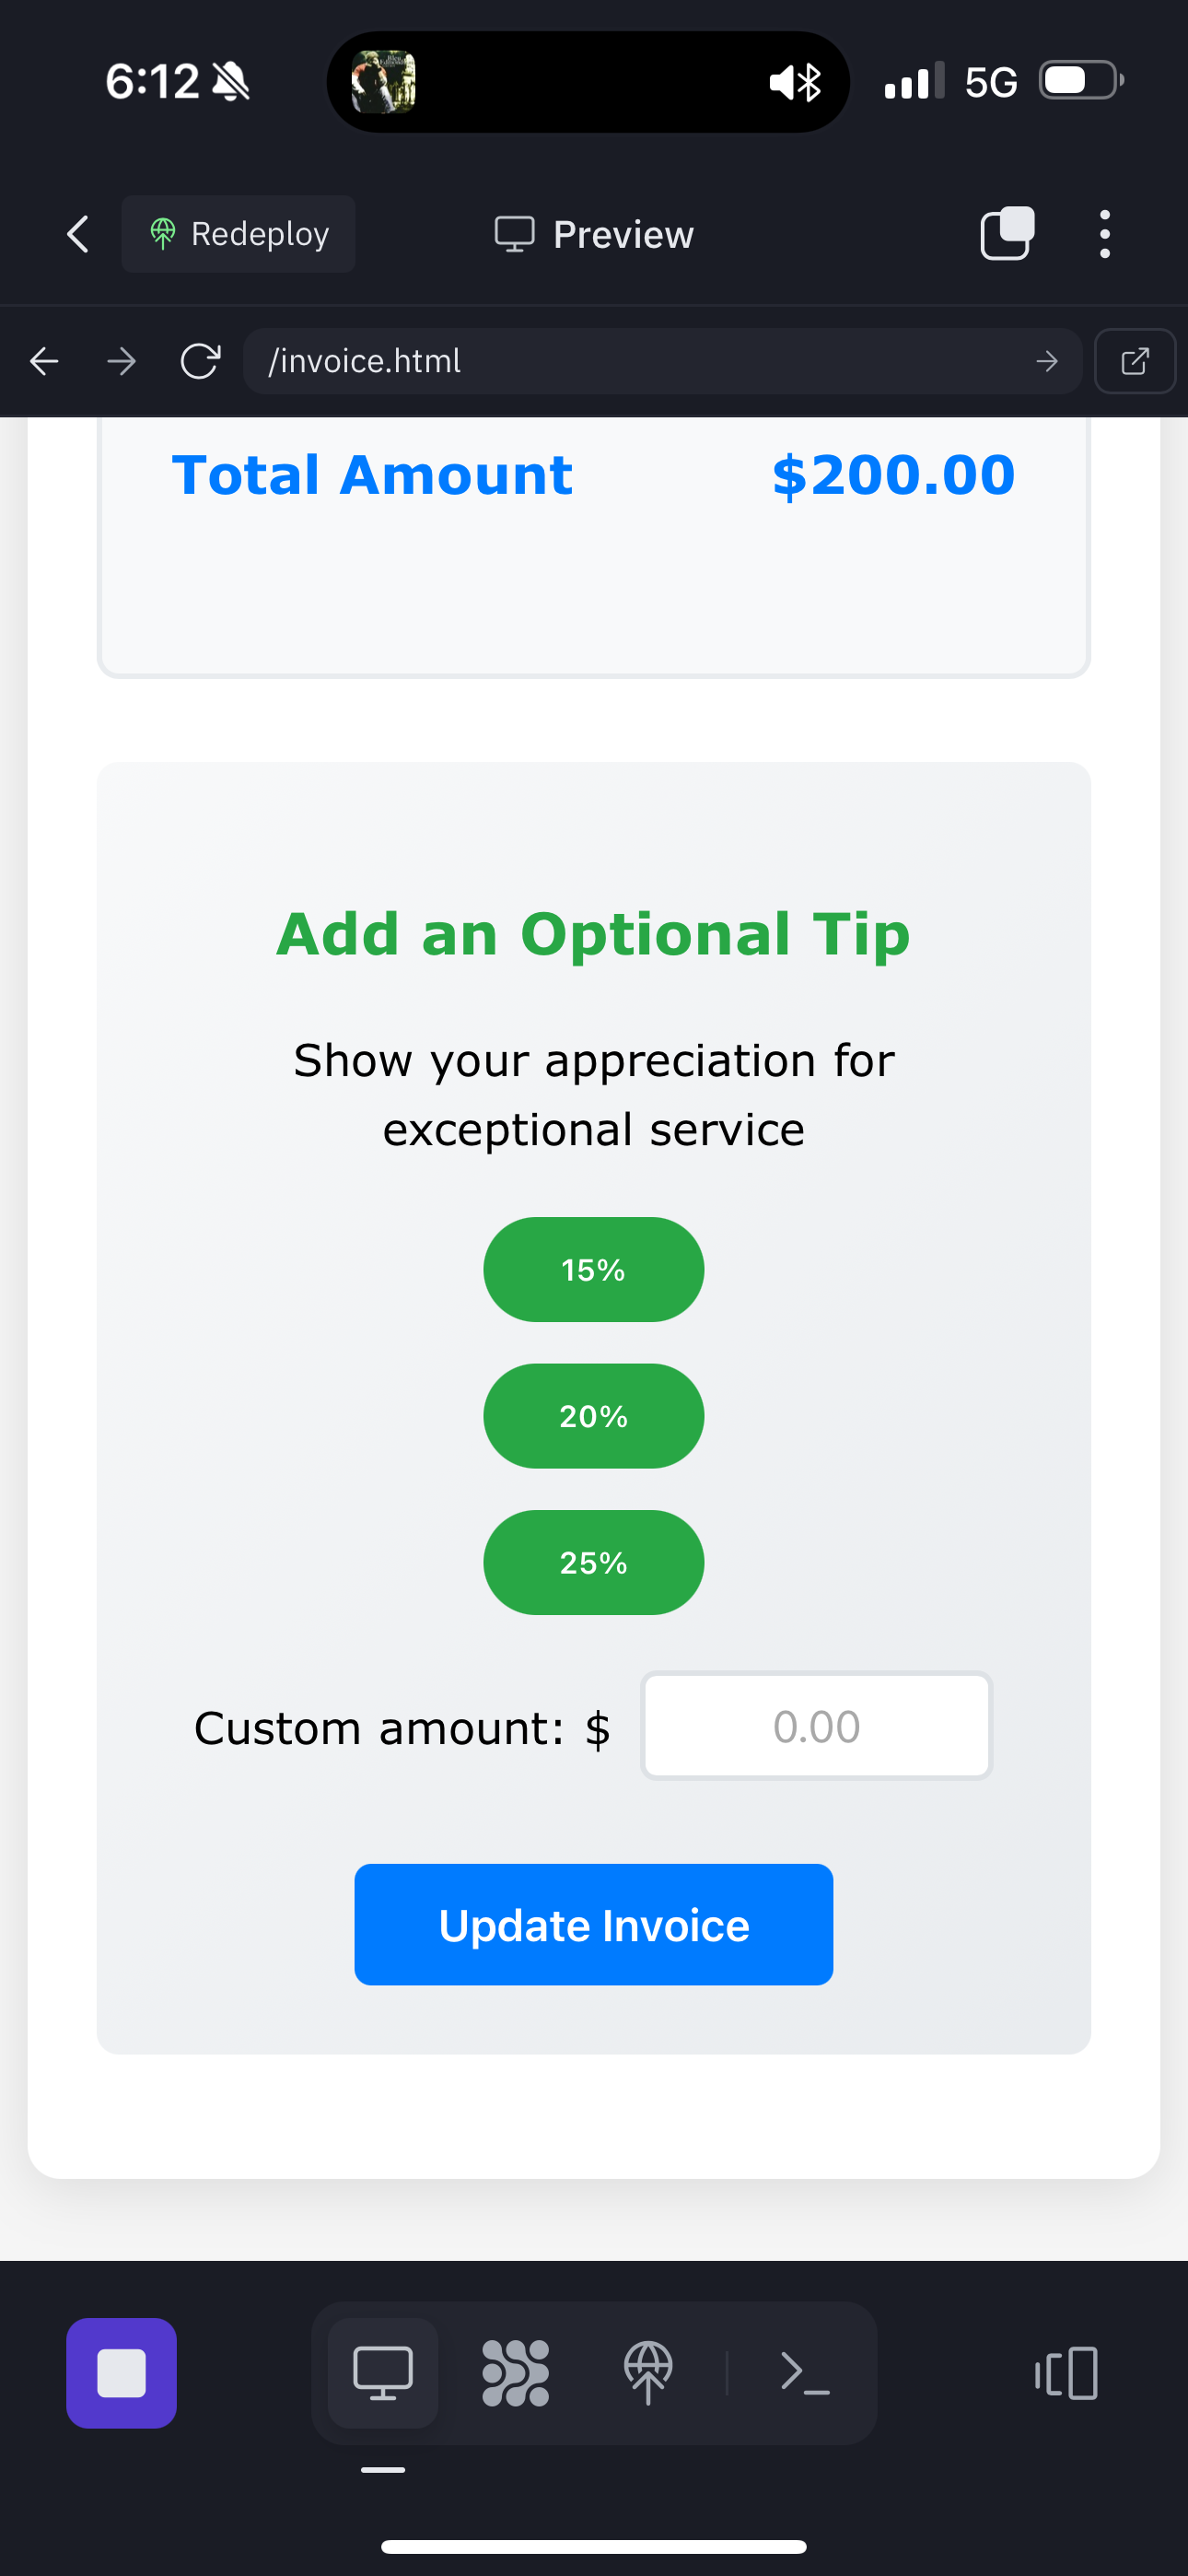 6:12
5G
Redeploy
Preview
/invoice.html
Total Amount $200.00
Add an Optional Tip
Show your appreciation for
exceptional service
15%
20%
25%
Custom amount: $ 0.00
Update Invoice